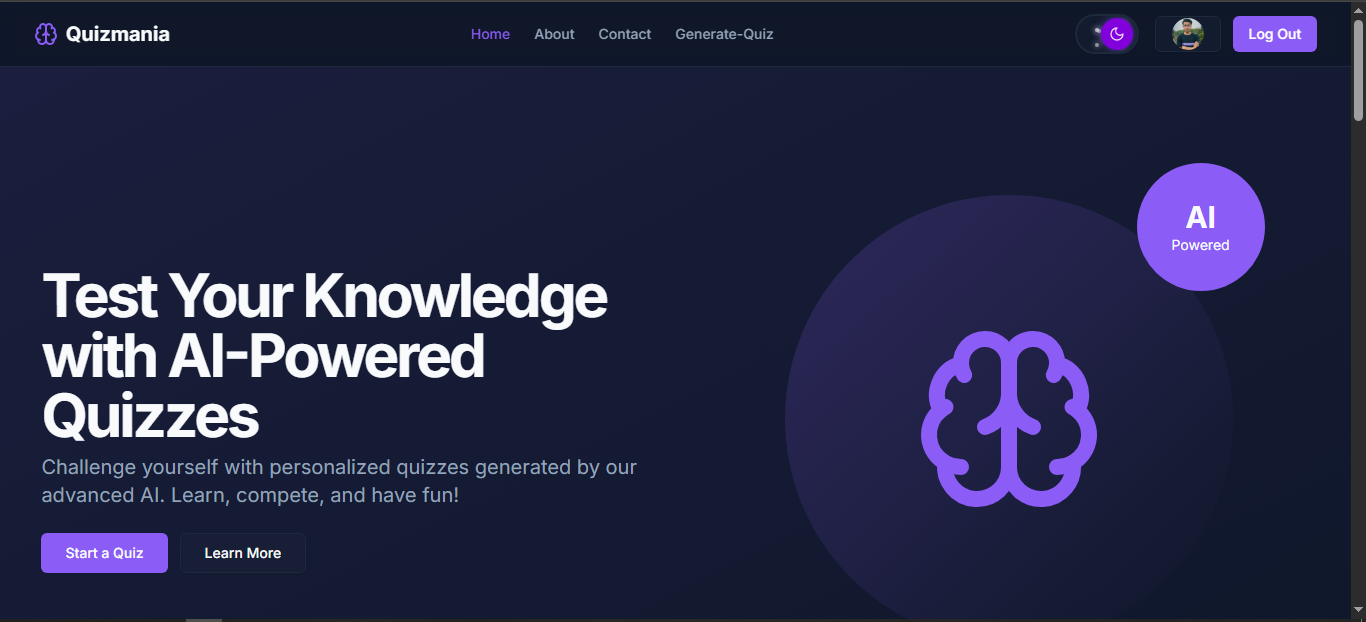 Quizmania
Home About Contact Generate-Quiz
Log Out
AI
Powered
Test Your Knowledge
with AI-Powered
Quizzes
Challenge yourself with personalized quizzes generated by our
advanced AI. Learn, compete, and have fun!
Start a Quiz Learn More